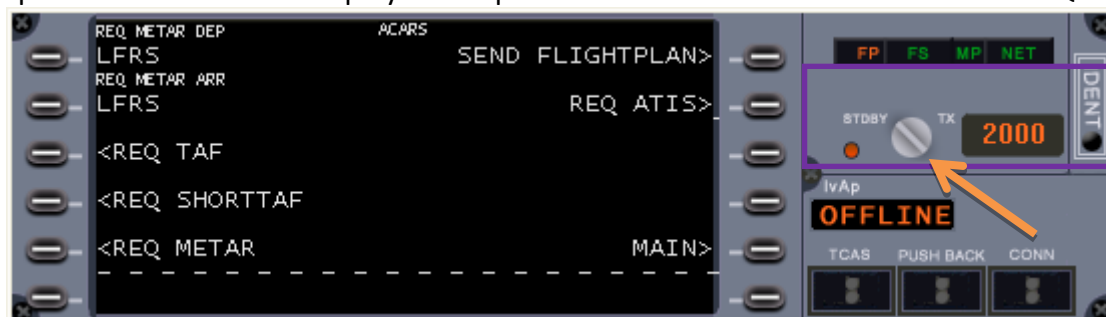 REQ METAR DEP ACARS
LFRS SEND FLIGHTPLAN>
REQ METAR ARR
LFRS REQ ATIS>
<REQ TAF
<REQ SHORTTAF
<REQ METAR MAIN>
FP FS MP NET
STDBY TX 2000
IDENT
IvAp
OFFLINE
TCAS PUSH BACK CONN